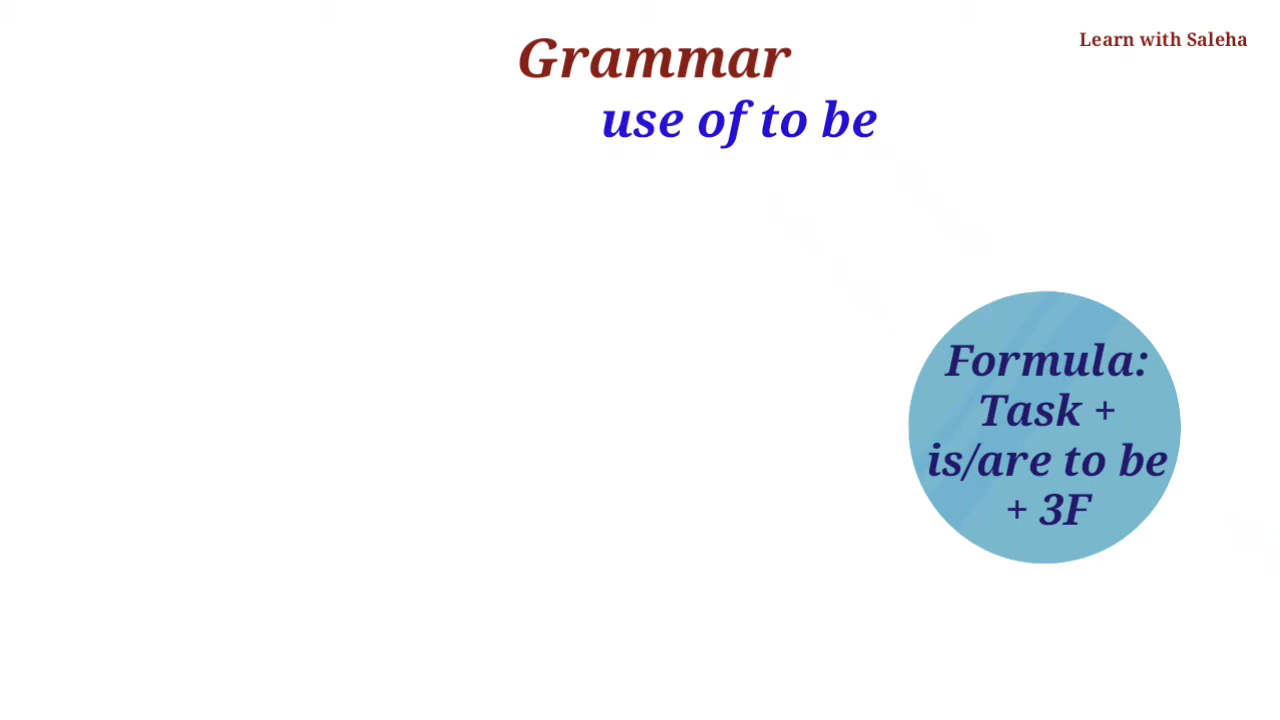 Grammar
Learn with Saleha
use of to be
Formula:
Task +
is/are to be
+ 3F